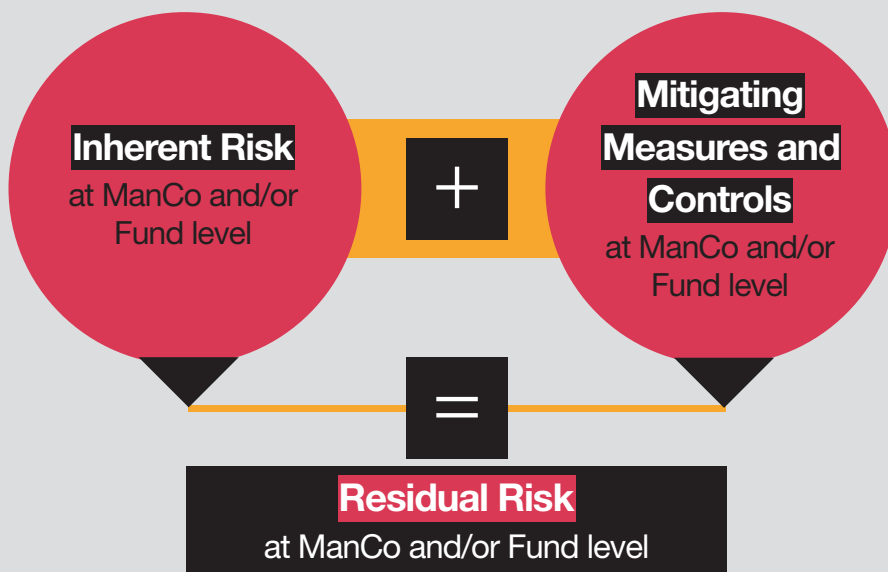 Inherent Risk
at ManCo and/or
Fund level
+
Mitigating
Measures and
Controls
at ManCo and/or
Fund level
=
Residual Risk
at ManCo and/or Fund level